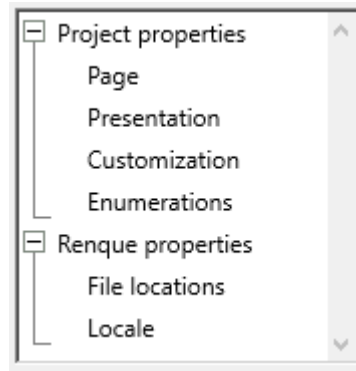 Project properties
Page
Presentation
Customization
Enumerations
Renque properties
File locations
Locale